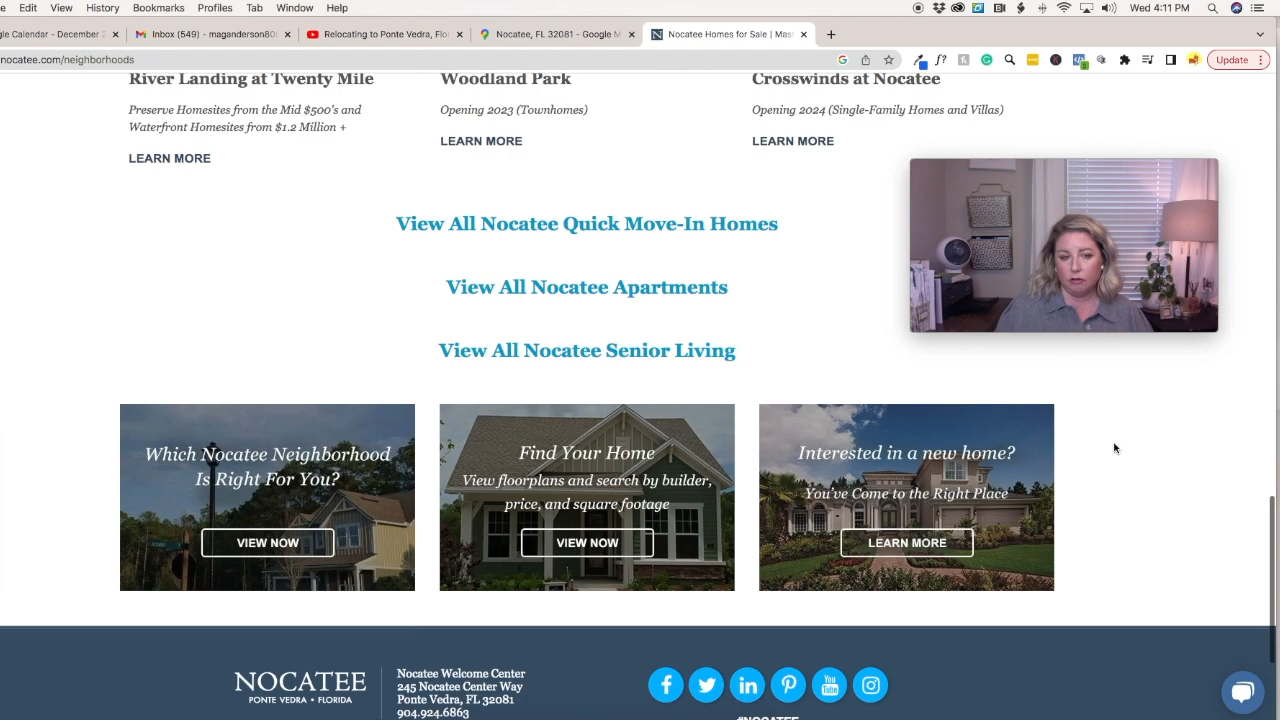 Edit View History Bookmarks Profiles Tab Window Help
Wed 4:11 PM
gle Calendar - December 2
Inbox (549) - maganderson80
Relocating to Ponte Vedra, Flo
Nocatee, FL 32081 - Google M
Nocatee Homes for Sale | Mas
nocatee.com/neighborhoods
Update
River Landing at Twenty Mile
Preserve Homesites from the Mid $500's and
Waterfront Homesites from $1.2 Million +
LEARN MORE
Woodland Park
Opening 2023 (Townhomes)
LEARN MORE
Crosswinds at Nocatee
Opening 2024 (Single-Family Homes and Villas)
LEARN MORE
View All Nocatee Quick Move-In Homes
View All Nocatee Apartments
View All Nocatee Senior Living
Which Nocatee Neighborhood
Is Right For You?
VIEW NOW
Find Your Home
View floorplans and search by builder,
price, and square footage
VIEW NOW
Interested in a new home?
You've Come to the Right Place
LEARN MORE
NOCATEE
PONTE VEDRA • FLORIDA
Nocatee Welcome Center
245 Nocatee Center Way
Ponte Vedra, FL 32081
904.924.6863
#NOCATEE